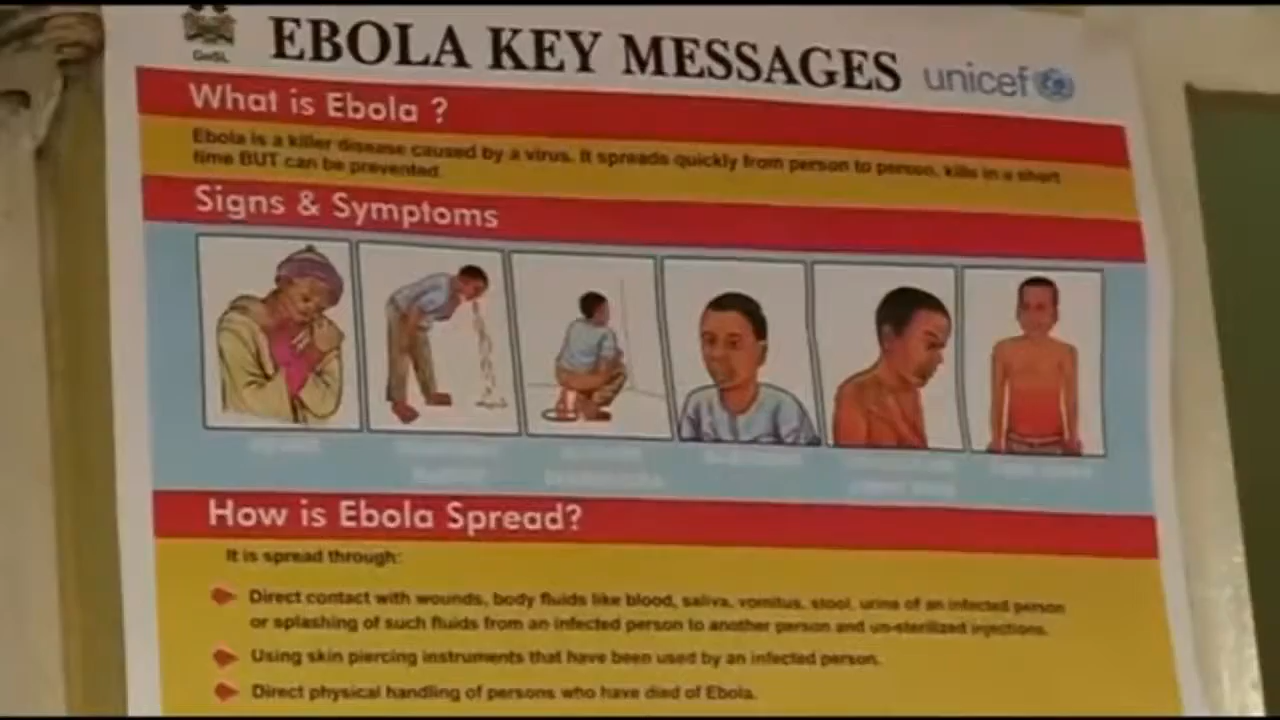 GoSL
EBOLA KEY MESSAGES
unicef
What is Ebola ?
Ebola is a killer disease caused by a virus. It spreads quickly from person to person, kills in a short
time BUT can be prevented.
Signs & Symptoms
How is Ebola Spread?
It is spread through:
Direct contact with wounds, body fluids like blood, saliva, vomitus, stool, urine of an infected person
or splashing of such fluids from an infected person to another person and un-sterilized injections.
Using skin piercing instruments that have been used by an infected person.
Direct physical handling of persons who have died of Ebola.